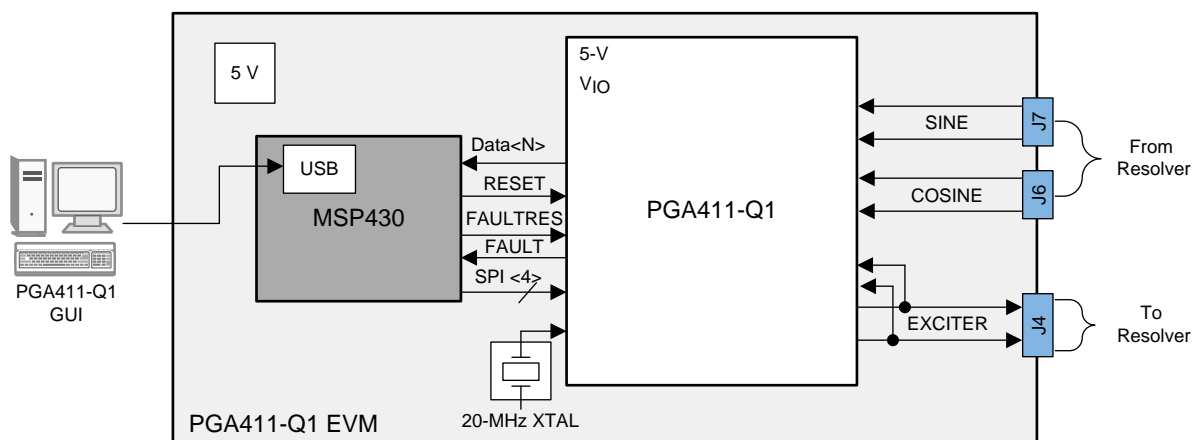 5 V
5-V
VIO
Data<N>
USB
RESET
MSP430
FAULTRES
FAULT
SPI <4>
PGA411-Q1
SINE
J7
From
Resolver
COSINE
J6
EXCITER
J4
To
Resolver
PGA411-Q1
GUI
20-MHz XTAL
PGA411-Q1 EVM